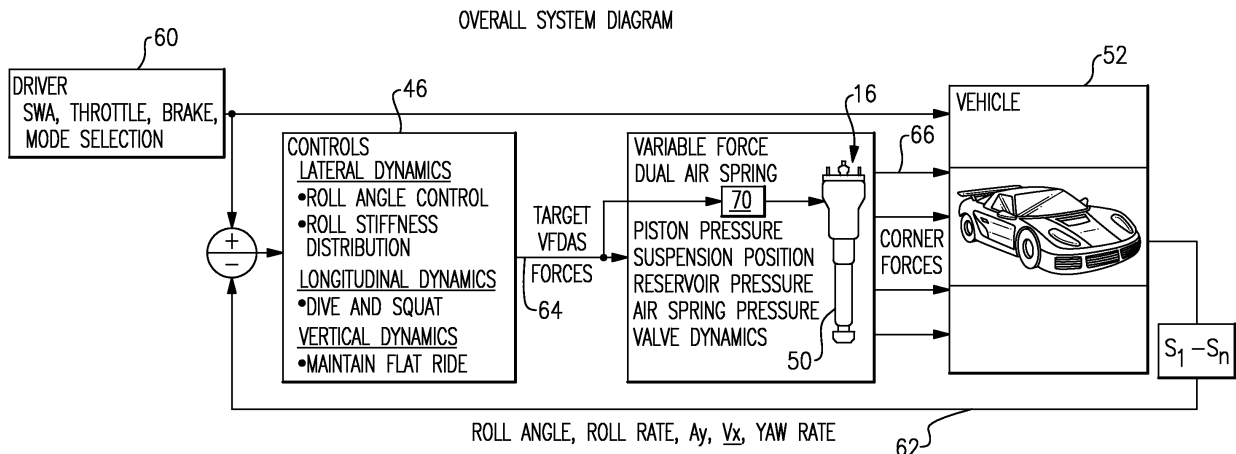 OVERALL SYSTEM DIAGRAM
60
DRIVER
SWA, THROTTLE, BRAKE,
MODE SELECTION
46
CONTROLS
LATERAL DYNAMICS
•ROLL ANGLE CONTROL
•ROLL STIFFNESS
DISTRIBUTION
LONGITUDINAL DYNAMICS
•DIVE AND SQUAT
VERTICAL DYNAMICS
•MAINTAIN FLAT RIDE
+
−
TARGET
VFDAS
FORCES
64
16
VARIABLE FORCE
DUAL AIR SPRING
70
PISTON PRESSURE
SUSPENSION POSITION
RESERVOIR PRESSURE
AIR SPRING PRESSURE
VALVE DYNAMICS
50
66
CORNER
FORCES
52
VEHICLE
S1–Sn
ROLL ANGLE, ROLL RATE, Ay, Vx, YAW RATE
62